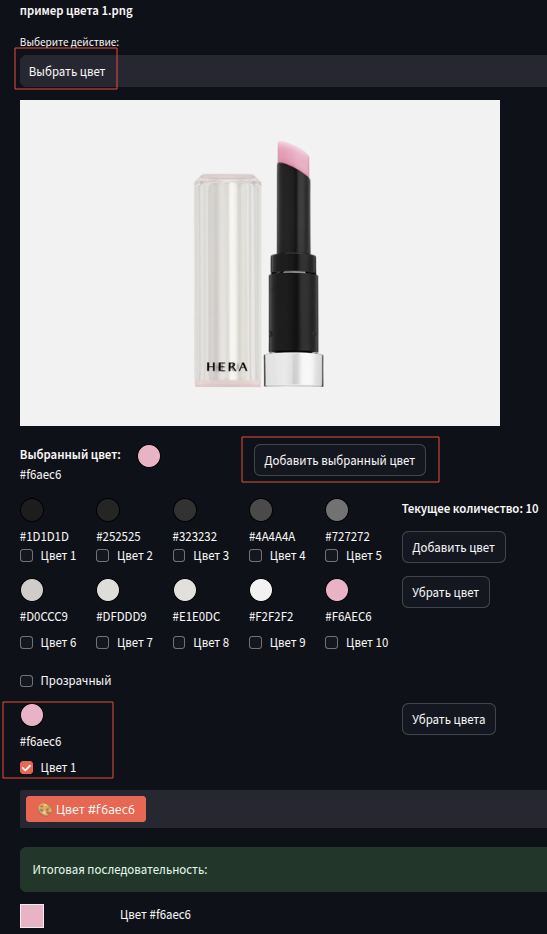 пример цвета 1.png
Выберите действие:
Выбрать цвет
HERA
Выбранный цвет:
#f6aec6
Добавить выбранный цвет
#1D1D1D #252525 #323232 #4A4A4A #727272
Цвет 1 Цвет 2 Цвет 3 Цвет 4 Цвет 5
Текущее количество: 10
Добавить цвет
Убрать цвет
#D0CCC9 #DFDDD9 #E1E0DC #F2F2F2 #F6AEC6
Цвет 6 Цвет 7 Цвет 8 Цвет 9 Цвет 10
Прозрачный
#f6aec6
Цвет 1
Убрать цвета
🎨 Цвет #f6aec6
Итоговая последовательность:
Цвет #f6aec6